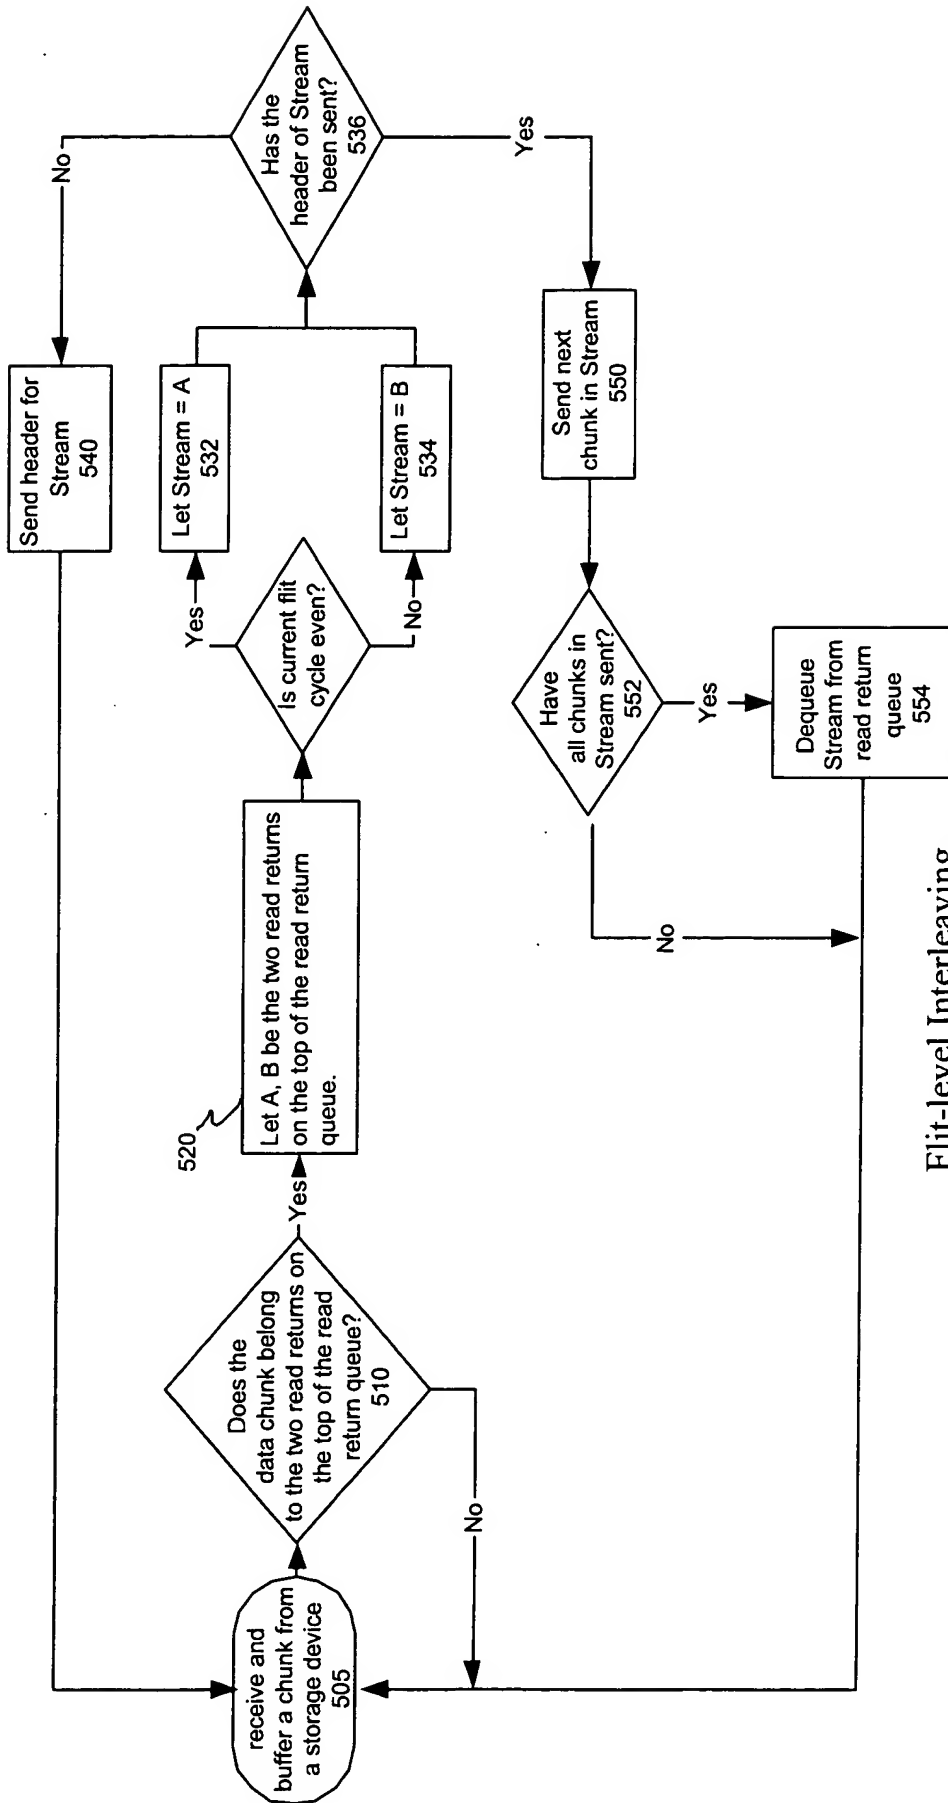 receive and
buffer a chunk from
a storage device
505
Does the
data chunk belong
to the two read returns on
the top of the read
return queue?
510
No
Yes
520
Let A, B be the two read returns
on the top of the read return
queue.
Is current flit
cycle even?
Yes
No
Let Stream = A
532
Let Stream = B
534
Has the
header of Stream
been sent?
536
No
Yes
Send header for
Stream
540
Send next
chunk in Stream
550
Have
all chunks in
Stream sent?
552
No
Yes
Dequeue
Stream from
read return
queue
554
Flit-level Interleaving